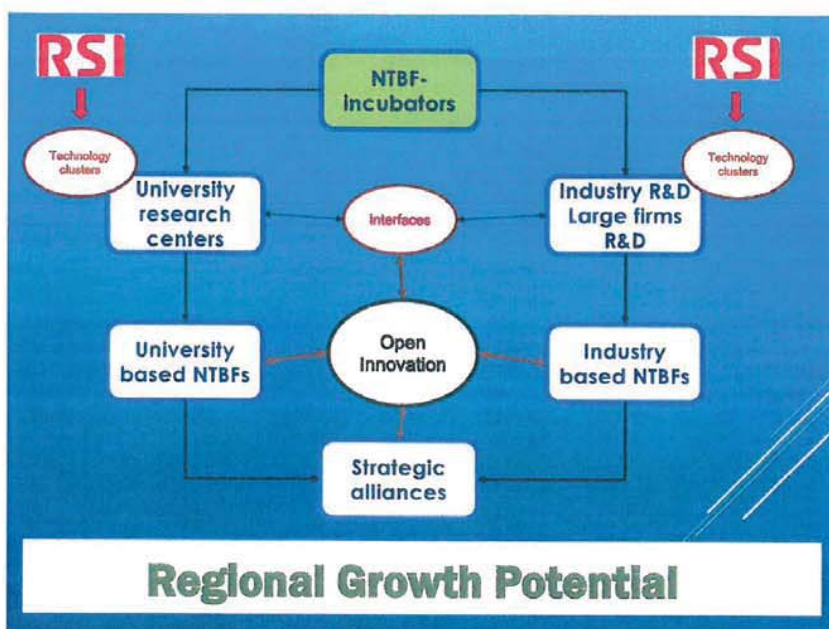 RSI
RSI
NTBF-
incubators
Technology
clusters
Technology
clusters
University
research
centers
Interfaces
Industry R&D
Large firms
R&D
University
based NTBFs
Open
Innovation
Industry
based NTBFs
Strategic
alliances
Regional Growth Potential